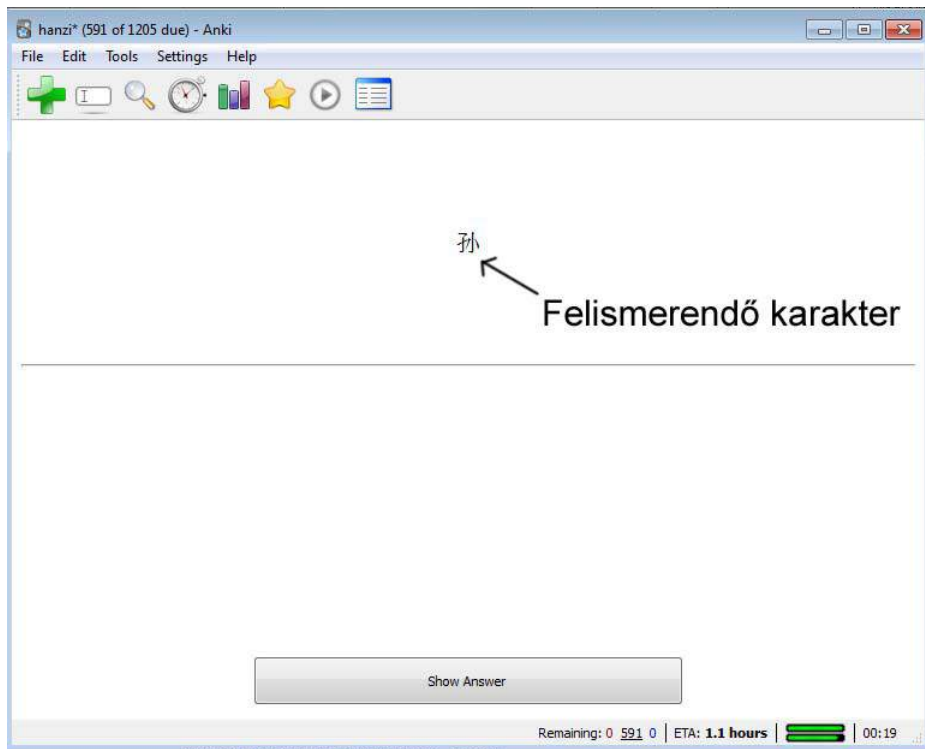 hanzi* (591 of 1205 due) - Anki
File Edit Tools Settings Help
孙
Felismerendő karakter
Show Answer
Remaining: 0 591 0 ETA: 1.1 hours 00:19